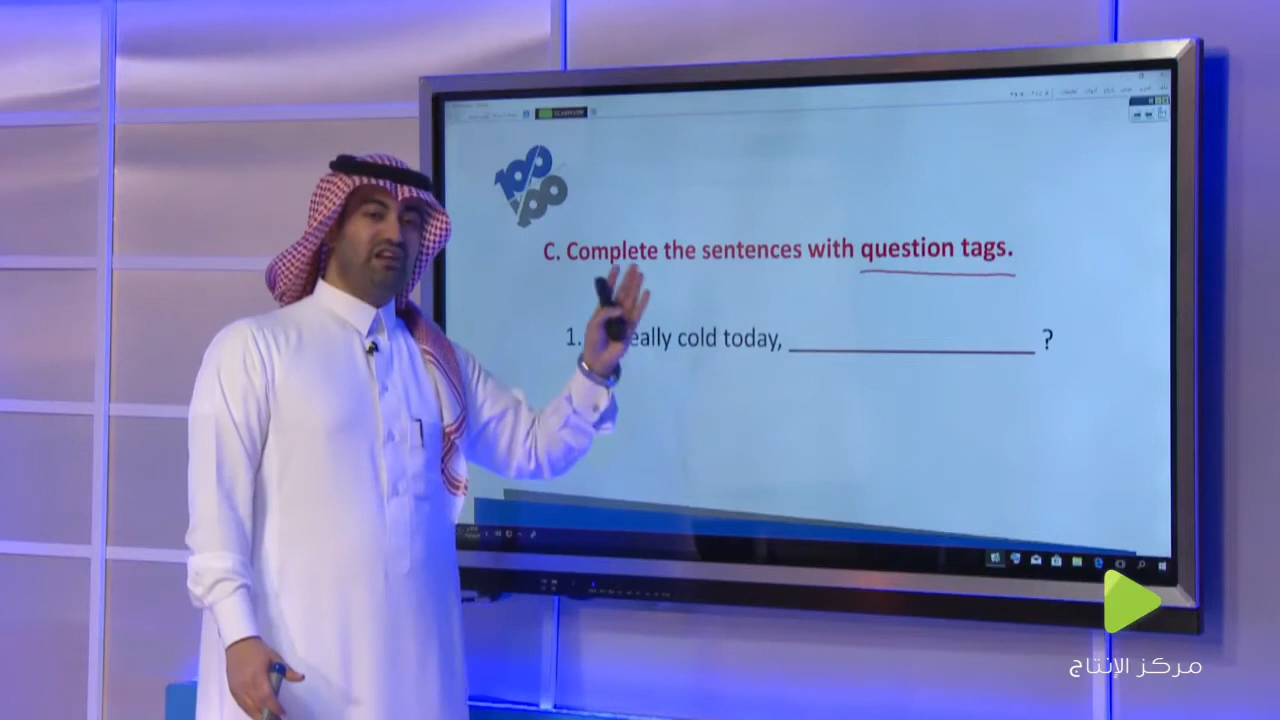 100
100
C. Complete the sentences with question tags.
1. eally cold today, ?
مركز الإنتاج